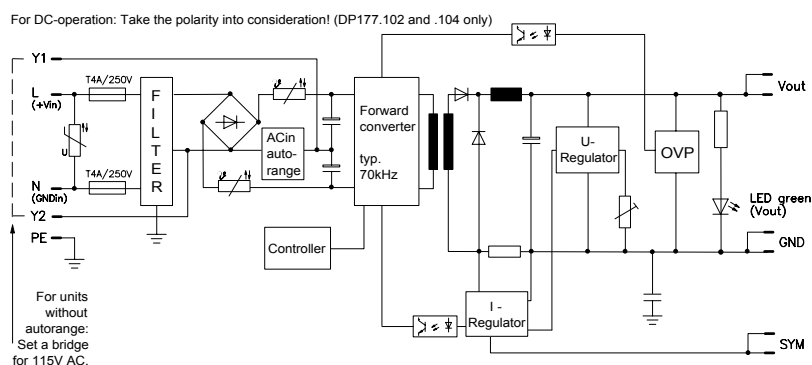 For DC-operation: Take the polarity into consideration! (DP177.102 and .104 only)
Y1
L
(+Vin)
T4A/250V
U
N
(GNDin)
T4A/250V
Y2
PE
For units
without
autorange:
Set a bridge
for 115V AC.
F
I
L
T
E
R
ϑ
ϑ
ACin
auto-
range
Forward
converter
typ.
70kHz
Controller
U-
Regulator
OVP
I -
Regulator
Vout
LED green
(Vout)
GND
SYM